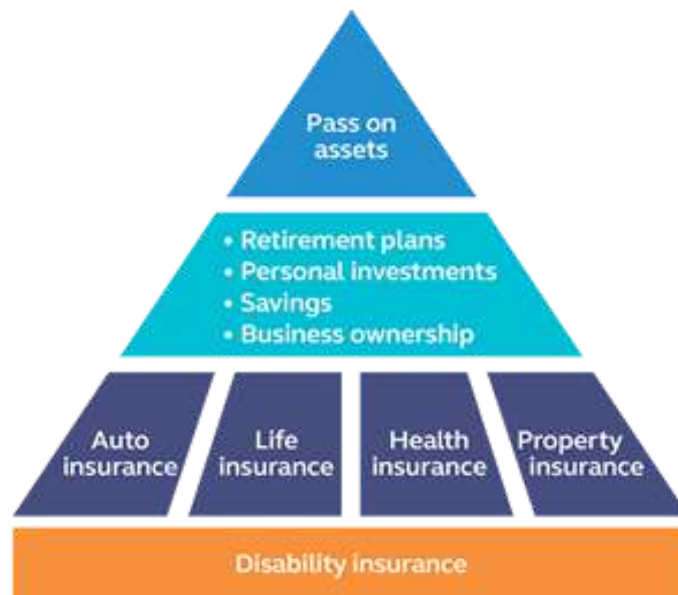 Pass on
assets
• Retirement plans
• Personal investments
• Savings
• Business ownership
Auto
insurance
Life
insurance
Health
insurance
Property
insurance
Disability insurance